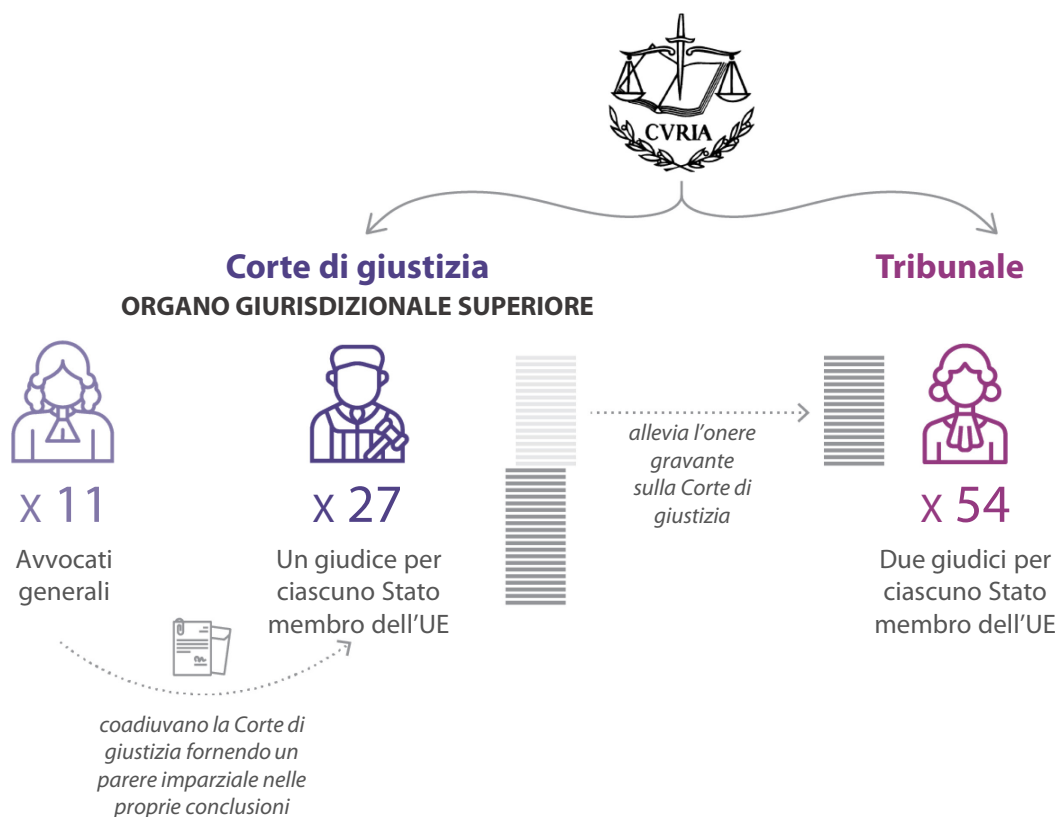 CVRIA
Corte di giustizia
ORGANO GIURISDIZIONALE SUPERIORE
Tribunale
x 11
Avvocati
generali
x 27
Un giudice per
ciascuno Stato
membro dell'UE
allevia l'onere
gravante
sulla Corte di
giustizia
x 54
Due giudici per
ciascuno Stato
membro dell'UE
coadiuvano la Corte di
giustizia fornendo un
parere imparziale nelle
proprie conclusioni